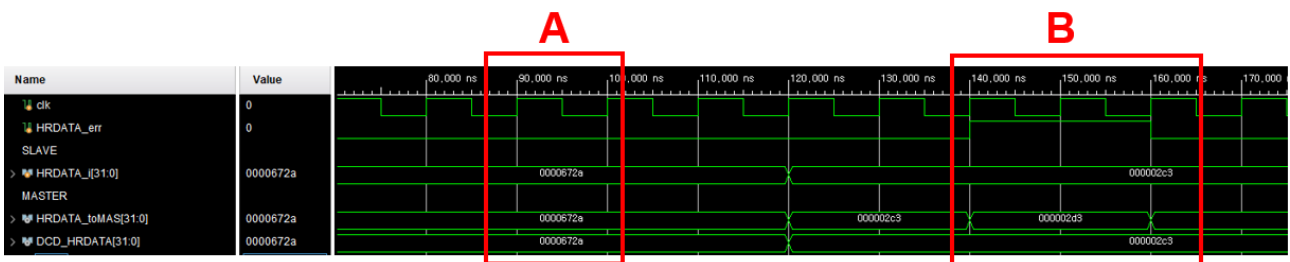 A B
Name Value 80,000 ns 90,000 ns 100,000 ns 110,000 ns 120,000 ns 130,000 ns 140,000 ns 150,000 ns 160,000 ns 170,000
clk 0
HRDATA_err 0
SLAVE
HRDATA_i[31:0] 0000672a 0000672a 000002c3
MASTER
HRDATA_toMAS[31:0] 0000672a 0000672a 000002c3 000002d3
DCD_HRDATA[31:0] 0000672a 0000672a 000002c3